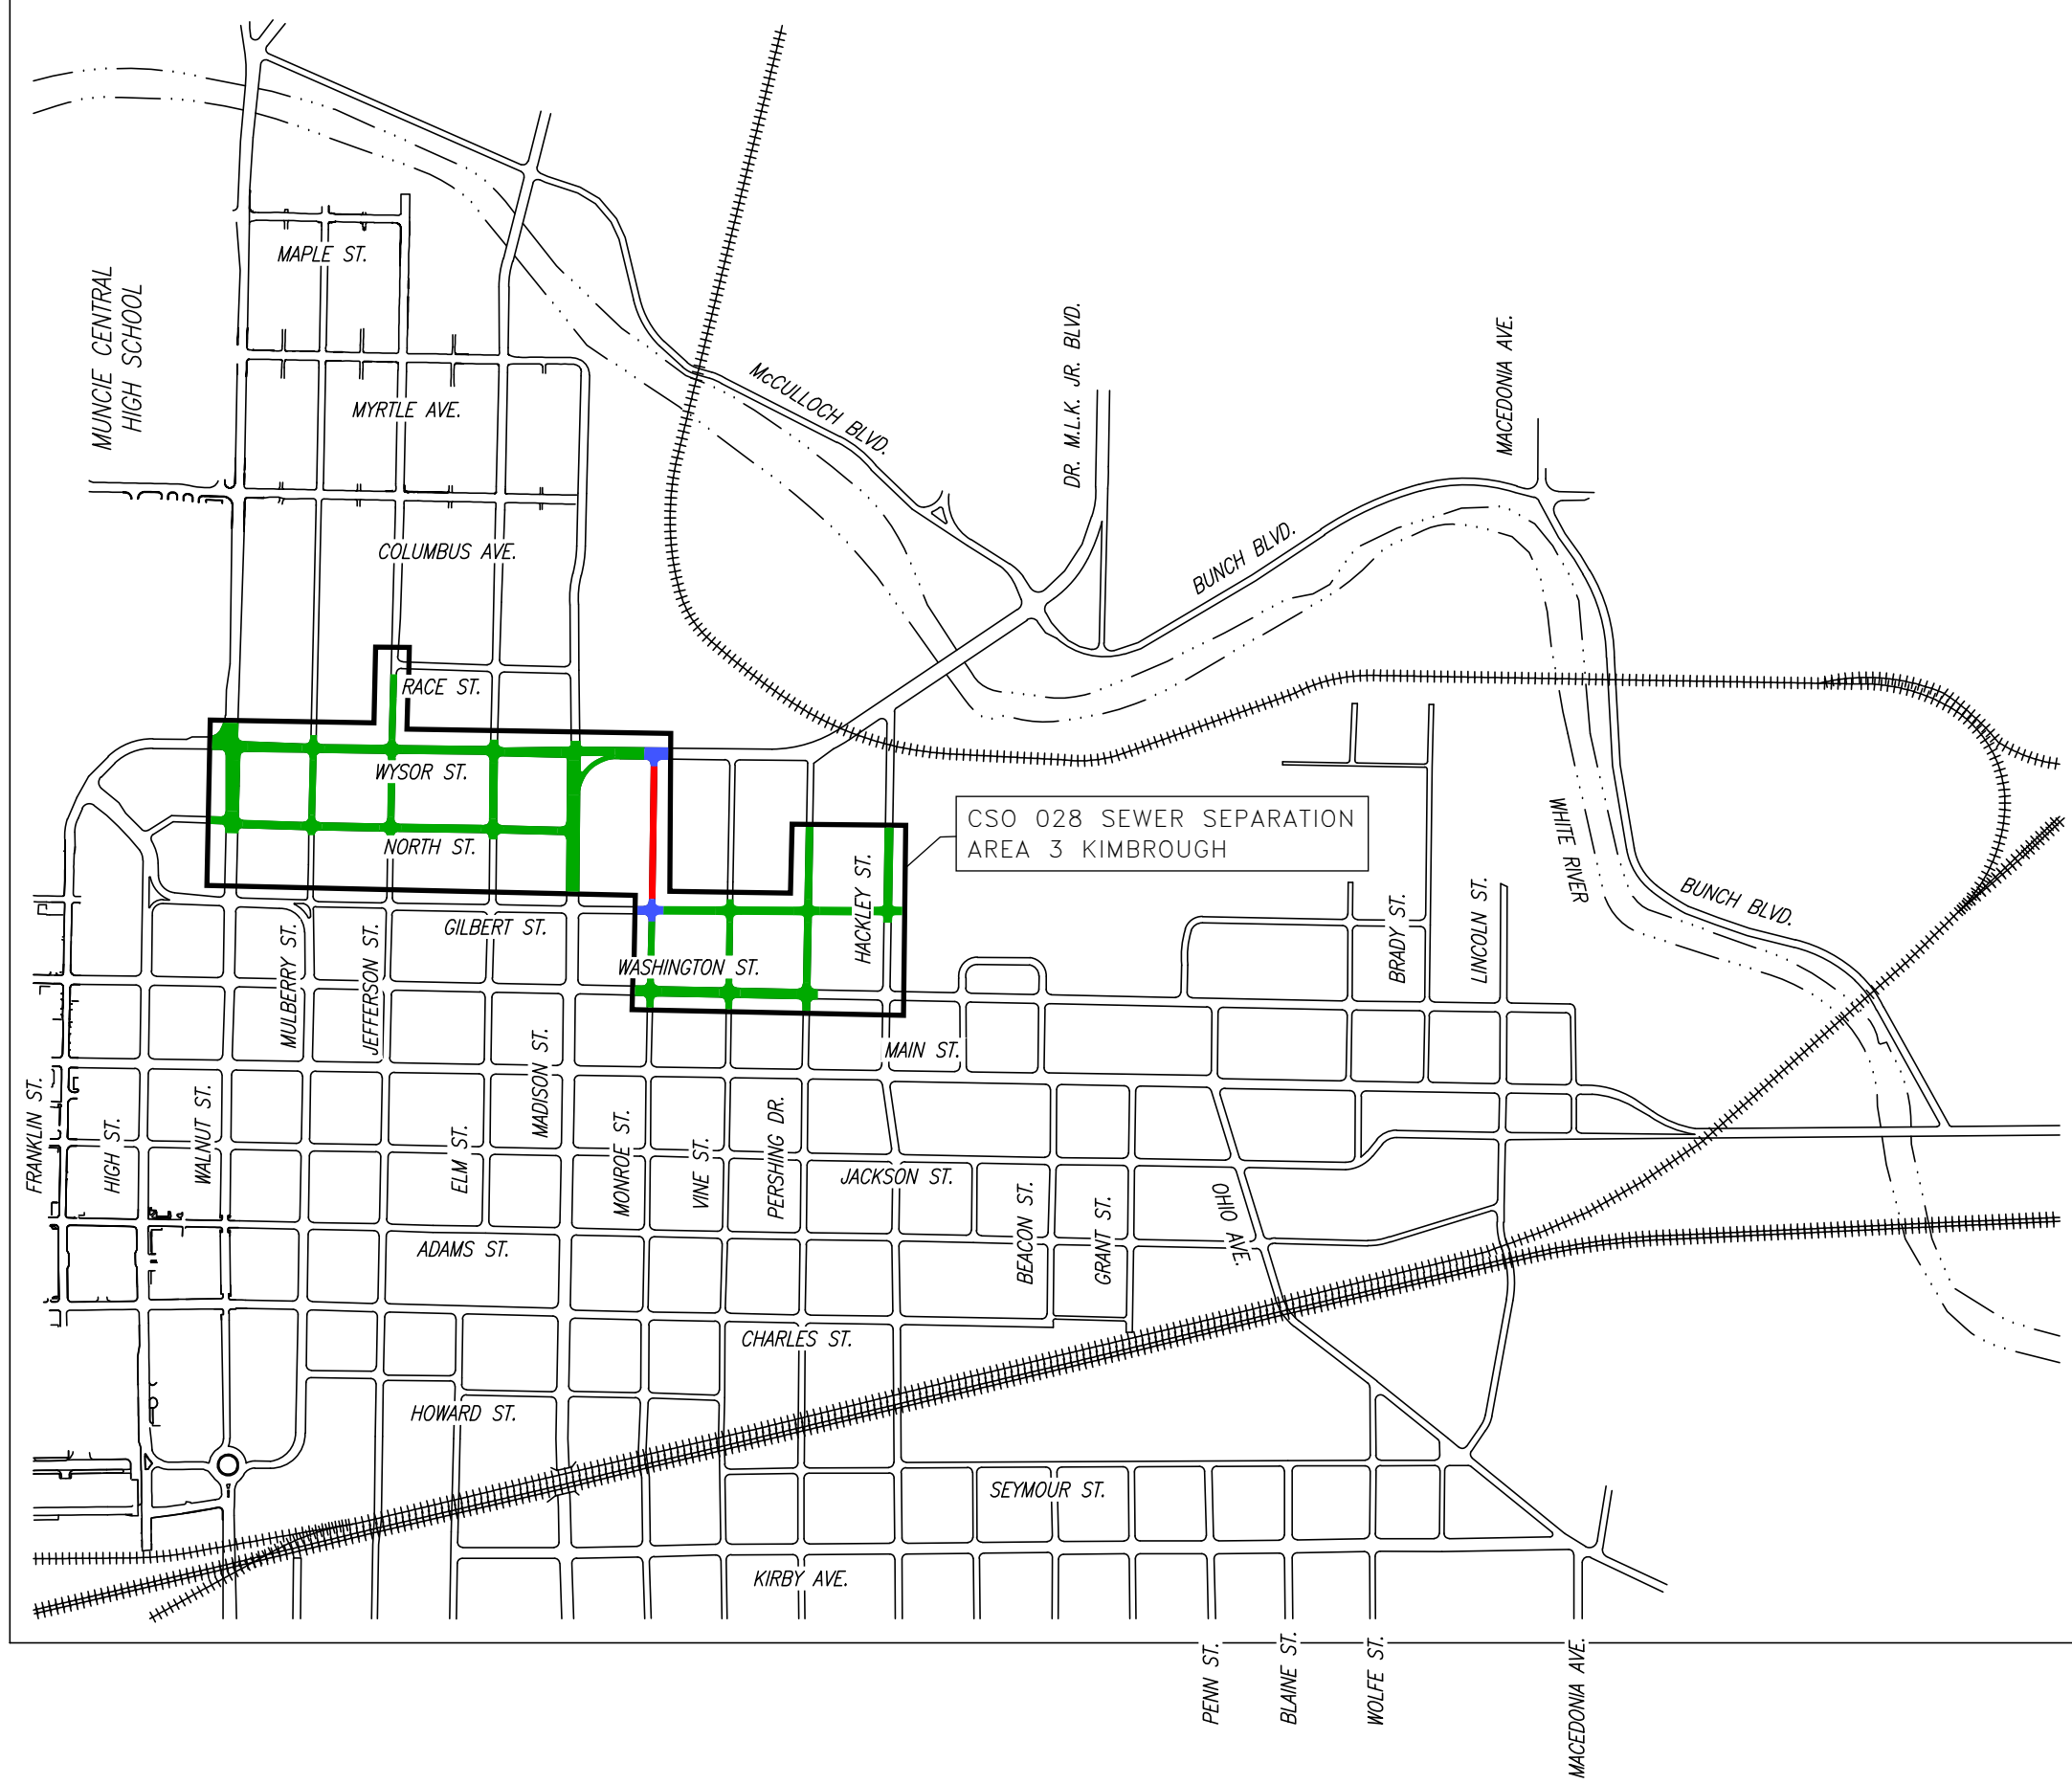 MAPLE ST.
MUNCIE CENTRAL
HIGH SCHOOL
MYRTLE AVE.
McCULLOCH BLVD.
DR. M.L.K. JR. BLVD.
MACEDONIA AVE.
COLUMBUS AVE.
BUNCH BLVD.
RACE ST.
WYSOR ST.
NORTH ST.
CSO 028 SEWER SEPARATION
AREA 3 KIMBROUGH
WHITE RIVER
HACKLEY ST.
BUNCH BLVD.
GILBERT ST.
BRADY ST.
LINCOLN ST.
MULBERRY ST.
JEFFERSON ST.
WASHINGTON ST.
MADISON ST.
MAIN ST.
FRANKLIN ST.
HIGH ST.
WALNUT ST.
ELM ST.
MONROE ST.
VINE ST.
PERSHING DR.
JACKSON ST.
BEACON ST.
GRANT ST.
OHIO AVE.
ADAMS ST.
CHARLES ST.
HOWARD ST.
SEYMOUR ST.
KIRBY AVE.
PENN ST.
BLAINE ST.
WOLFE ST.
MACEDONIA AVE.